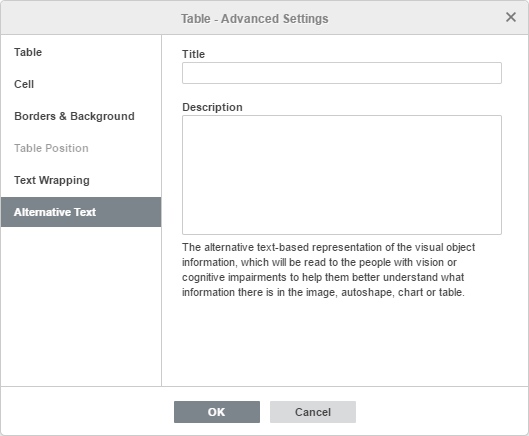 Table - Advanced Settings
Table
Cell
Borders & Background
Table Position
Text Wrapping
Alternative Text
Title
Description
The alternative text-based representation of the visual object
information, which will be read to the people with vision or
cognitive impairments to help them better understand what
information there is in the image, autoshape, chart or table.
OK
Cancel